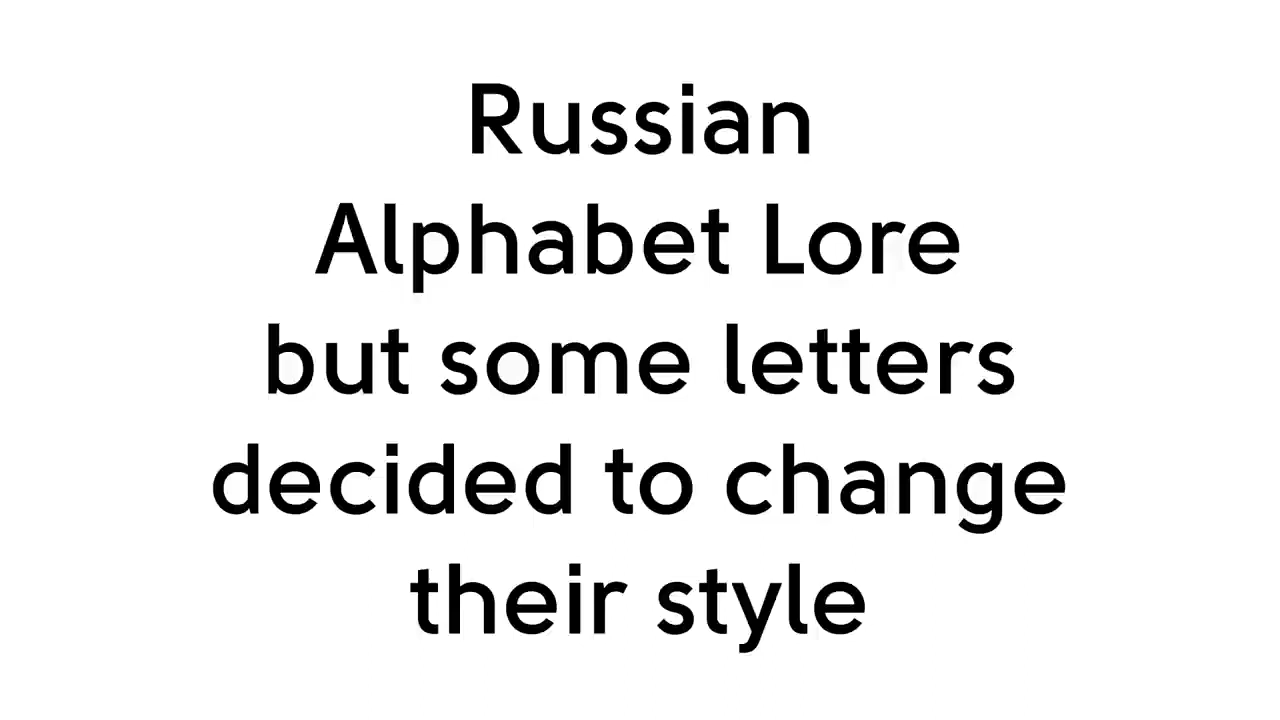 Russian
Alphabet Lore
but some letters
decided to change
their style